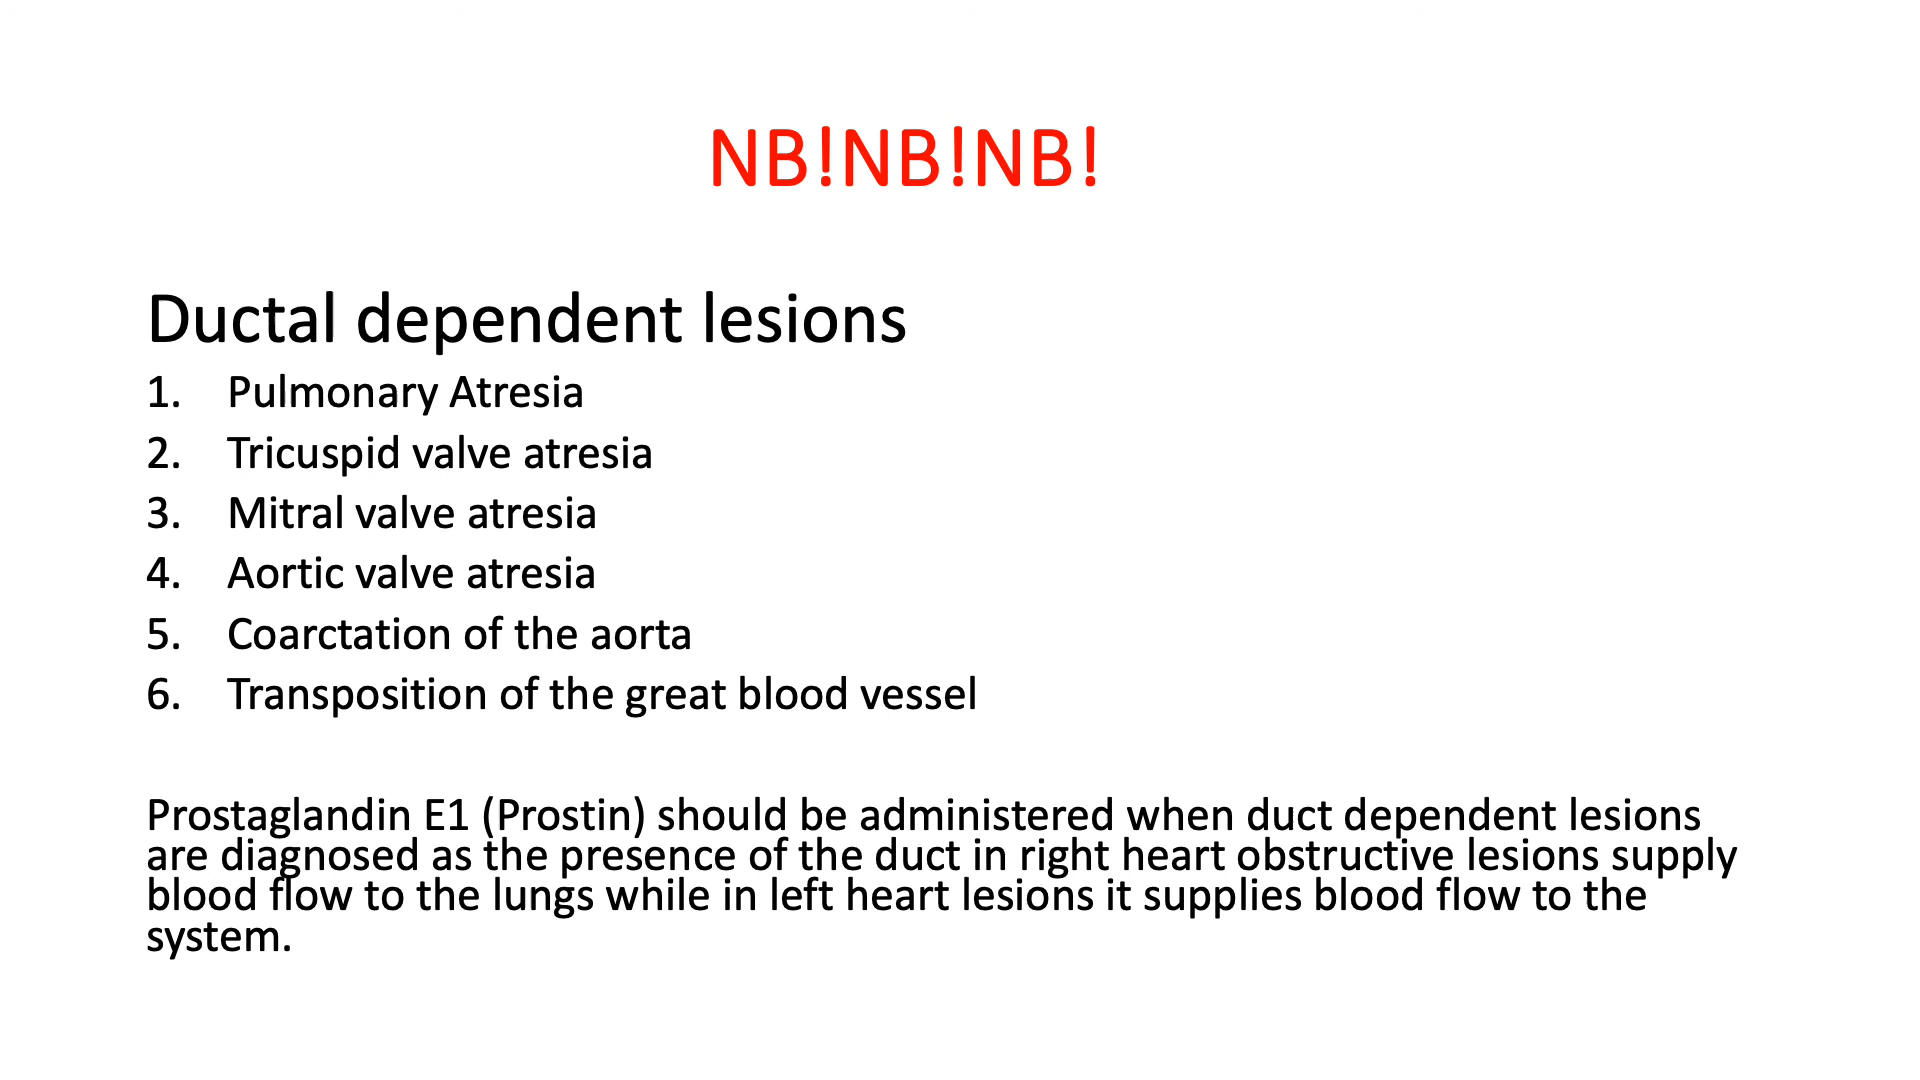 NB!NB!NB!
Ductal dependent lesions
1. Pulmonary Atresia
2. Tricuspid valve atresia
3. Mitral valve atresia
4. Aortic valve atresia
5. Coarctation of the aorta
6. Transposition of the great blood vessel
Prostaglandin E1 (Prostin) should be administered when duct dependent lesions
are diagnosed as the presence of the duct in right heart obstructive lesions supply
blood flow to the lungs while in left heart lesions it supplies blood flow to the
system.